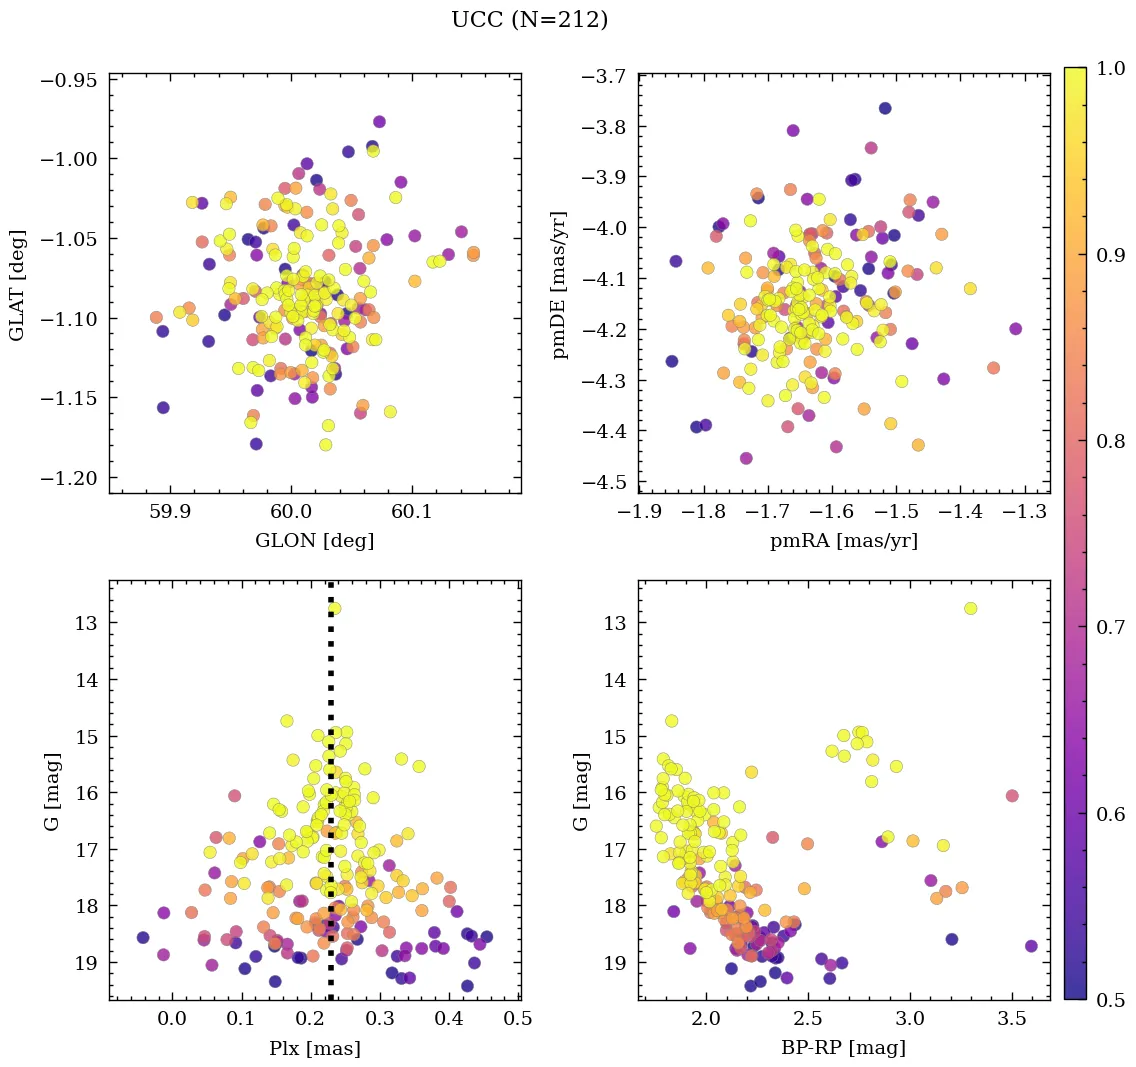 UCC (N=212)
−0.95
−1.00
−1.05
−1.10
−1.15
−1.20
GLAT [deg]
59.9 60.0 60.1
GLON [deg]
−3.7
−3.8
−3.9
−4.0
−4.1
−4.2
−4.3
−4.4
−4.5
pmDE [mas/yr]
−1.9 −1.8 −1.7 −1.6 −1.5 −1.4 −1.3
pmRA [mas/yr]
13
14
15
16
17
18
19
G [mag]
0.0 0.1 0.2 0.3 0.4 0.5
Plx [mas]
13
14
15
16
17
18
19
G [mag]
2.0 2.5 3.0 3.5
BP-RP [mag]
1.0
0.9
0.8
0.7
0.6
0.5